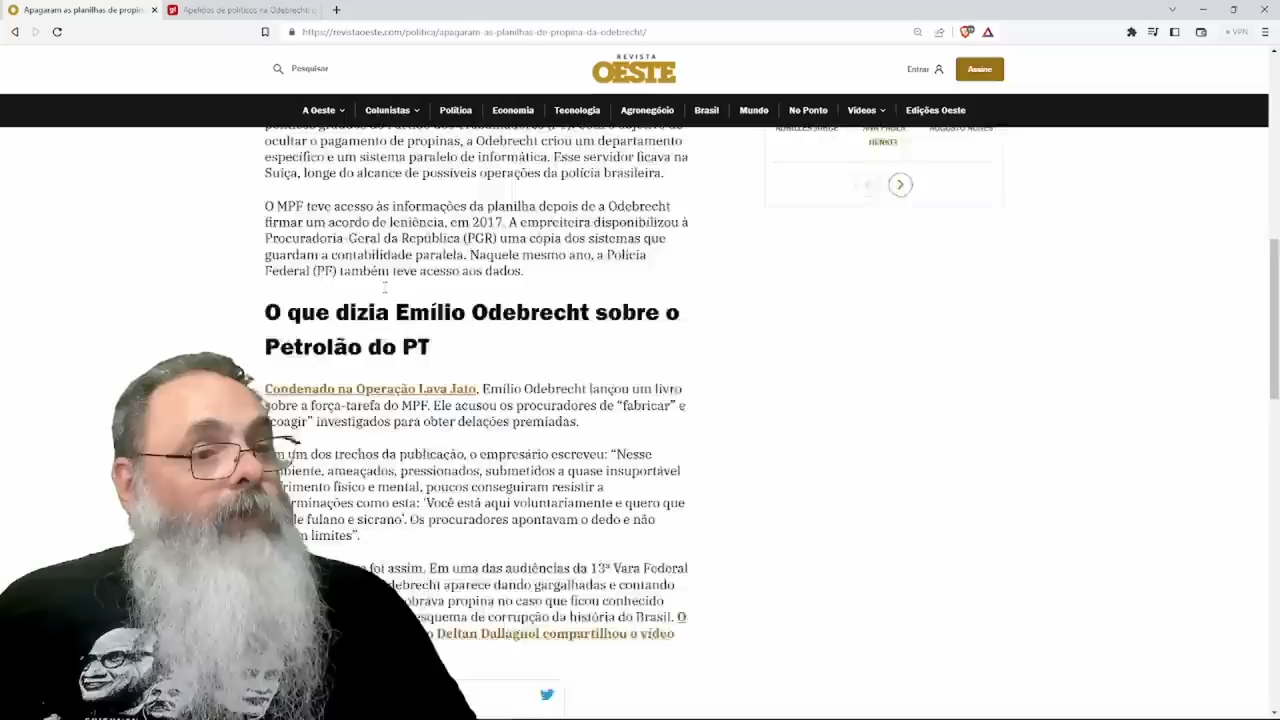 Apagaram as planilhas de propin
Apelidos de políticos na Odebrecht
https://revistaoeste.com/politica/apagaram-as-planilhas-de-propina-da-odebrecht/
VPN
Pesquisar
REVISTA
OESTE
Entrar
Assine
A Oeste
Colunistas
Política
Economia
Tecnologia
Agronegócio
Brasil
Mundo
No Ponto
Vídeos
Edições Oeste
ocultar o pagamento de propinas, a Odebrecht criou um departamento
específico e um sistema paralelo de informática. Esse servidor ficava na
Suíça, longe do alcance de possíveis operações da polícia brasileira.
O MPF teve acesso às informações da planilha depois de a Odebrecht
firmar um acordo de leniência, em 2017. A empreiteira disponibilizou à
Procuradoria-Geral da República (PGR) uma cópia dos sistemas que
guardam a contabilidade paralela. Naquele mesmo ano, a Polícia
Federal (PF) também teve acesso aos dados.
O que dizia Emílio Odebrecht sobre o
Petrolão do PT
Condenado na Operação Lava Jato, Emílio Odebrecht lançou um livro
sobre a força-tarefa do MPF. Ele acusou os procuradores de “fabricar” e
coagir” investigados para obter delações premiadas.
m um dos trechos da publicação, o empresário escreveu: “Nesse
mbiente, ameaçados, pressionados, submetidos a quase insuportável
frimento físico e mental, poucos conseguiram resistir a
erminações como esta: ‘Você está aqui voluntariamente e quero que
le fulano e sicrano‘. Os procuradores apontavam o dedo e não
m limites”.
foi assim. Em uma das audiências da 13ª Vara Federal
debrecht aparece dando gargalhadas e contando
obrava propina no caso que ficou conhecido
squema de corrupção da história do Brasil. O
o Deltan Dallagnol compartilhou o vídeo